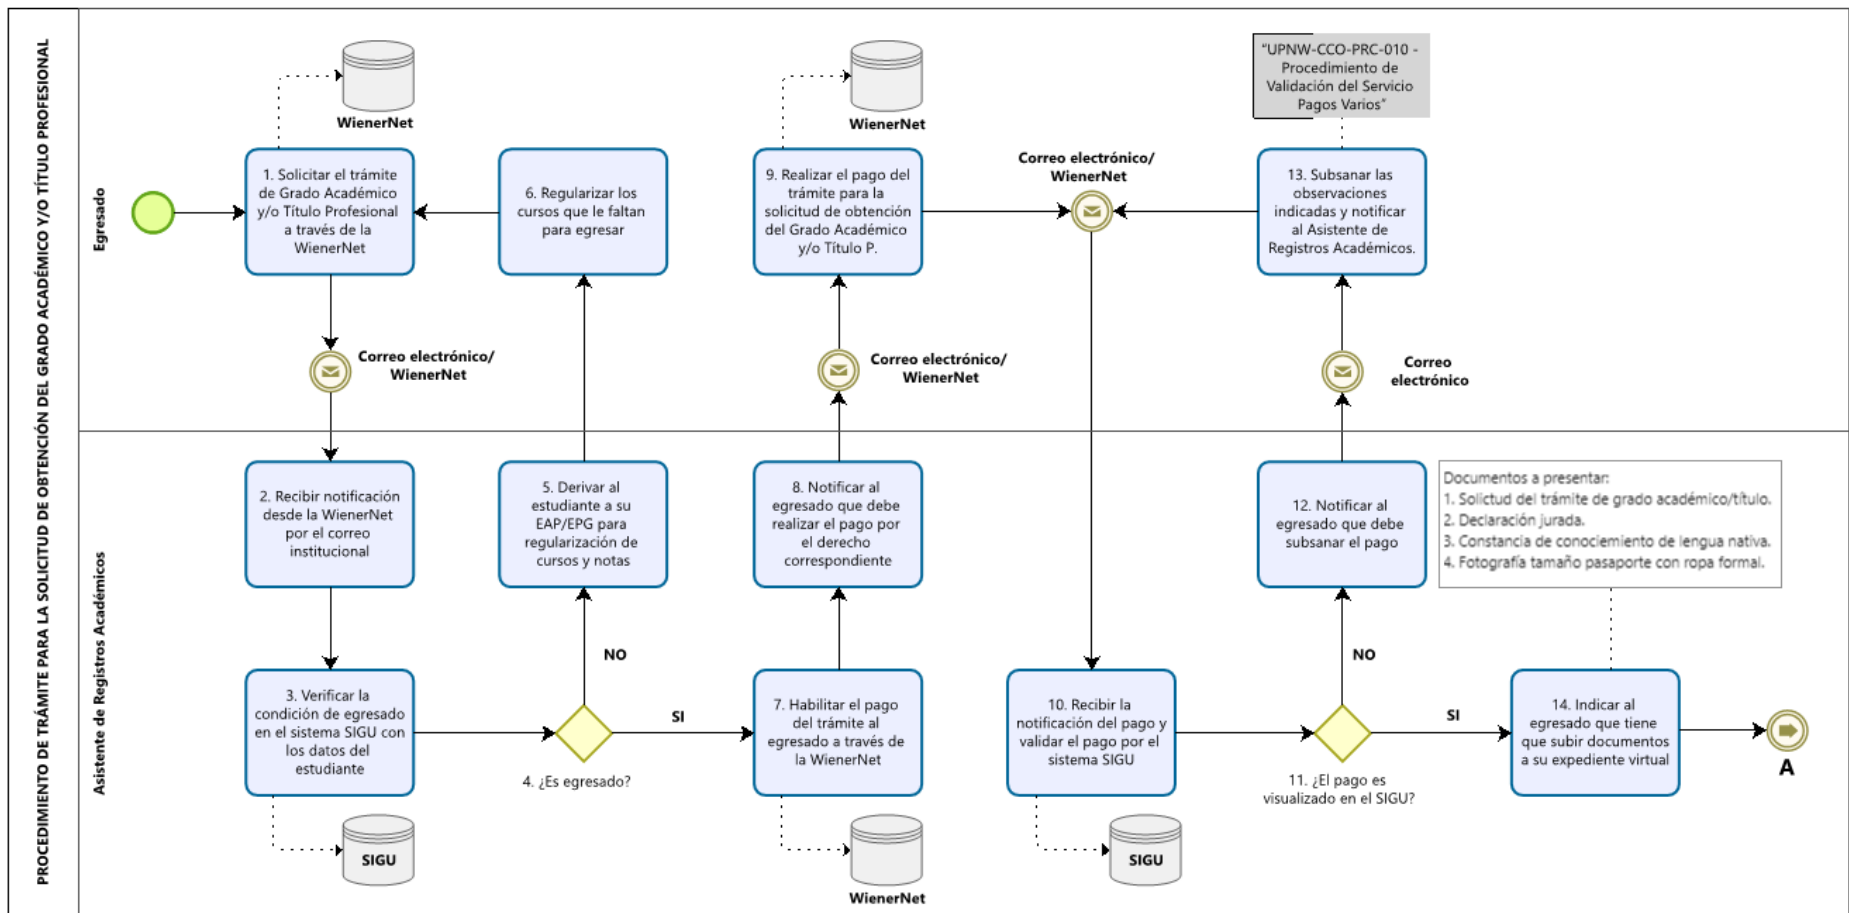 PROCEDIMIENTO DE TRÁMITE PARA LA SOLICITUD DE OBTENCIÓN DEL GRADO ACADÉMICO Y/O TÍTULO PROFESIONAL
Egresado
WienerNet
1. Solicitar el trámite
de Grado Académico
y/o Título Profesional
a través de la
WienerNet
6. Regularizar los
cursos que le faltan
para egresar
WienerNet
9. Realizar el pago del
trámite para la
solicitud de obtención
del Grado Académico
y/o Título P.
Correo electrónico/
WienerNet
"UPNW-CCO-PRC-010 -
Procedimiento de
Validación del Servicio
Pagos Varios"
13. Subsanar las
observaciones
indicadas y notificar
al Asistente de
Registros Académicos.
Correo electrónico/
WienerNet
Correo electrónico/
WienerNet
Correo
electrónico
Asistente de Registros Académicos
2. Recibir notificación
desde la WienerNet
por el correo
institucional
5. Derivar al
estudiante a su
EAP/EPG para
regularización de
cursos y notas
8. Notificar al
egresado que debe
realizar el pago por
el derecho
correspondiente
12. Notificar al
egresado que debe
subsanar el pago
Documentos a presentar:
1. Solictud del trámite de grado académico/título.
2. Declaración jurada.
3. Constancia de conociemiento de lengua nativa.
4. Fotografía tamaño pasaporte con ropa formal.
3. Verificar la
condición de egresado
en el sistema SIGU con
los datos del
estudiante
NO
SI
4. ¿Es egresado?
7. Habilitar el pago
del trámite al
egresado a través de
la WienerNet
10. Recibir la
notificación del pago y
validar el pago por el
sistema SIGU
NO
SI
11. ¿El pago es
visualizado en el SIGU?
14. Indicar al
egresado que tiene
que subir documentos
a su expediente virtual
A
SIGU
WienerNet
SIGU